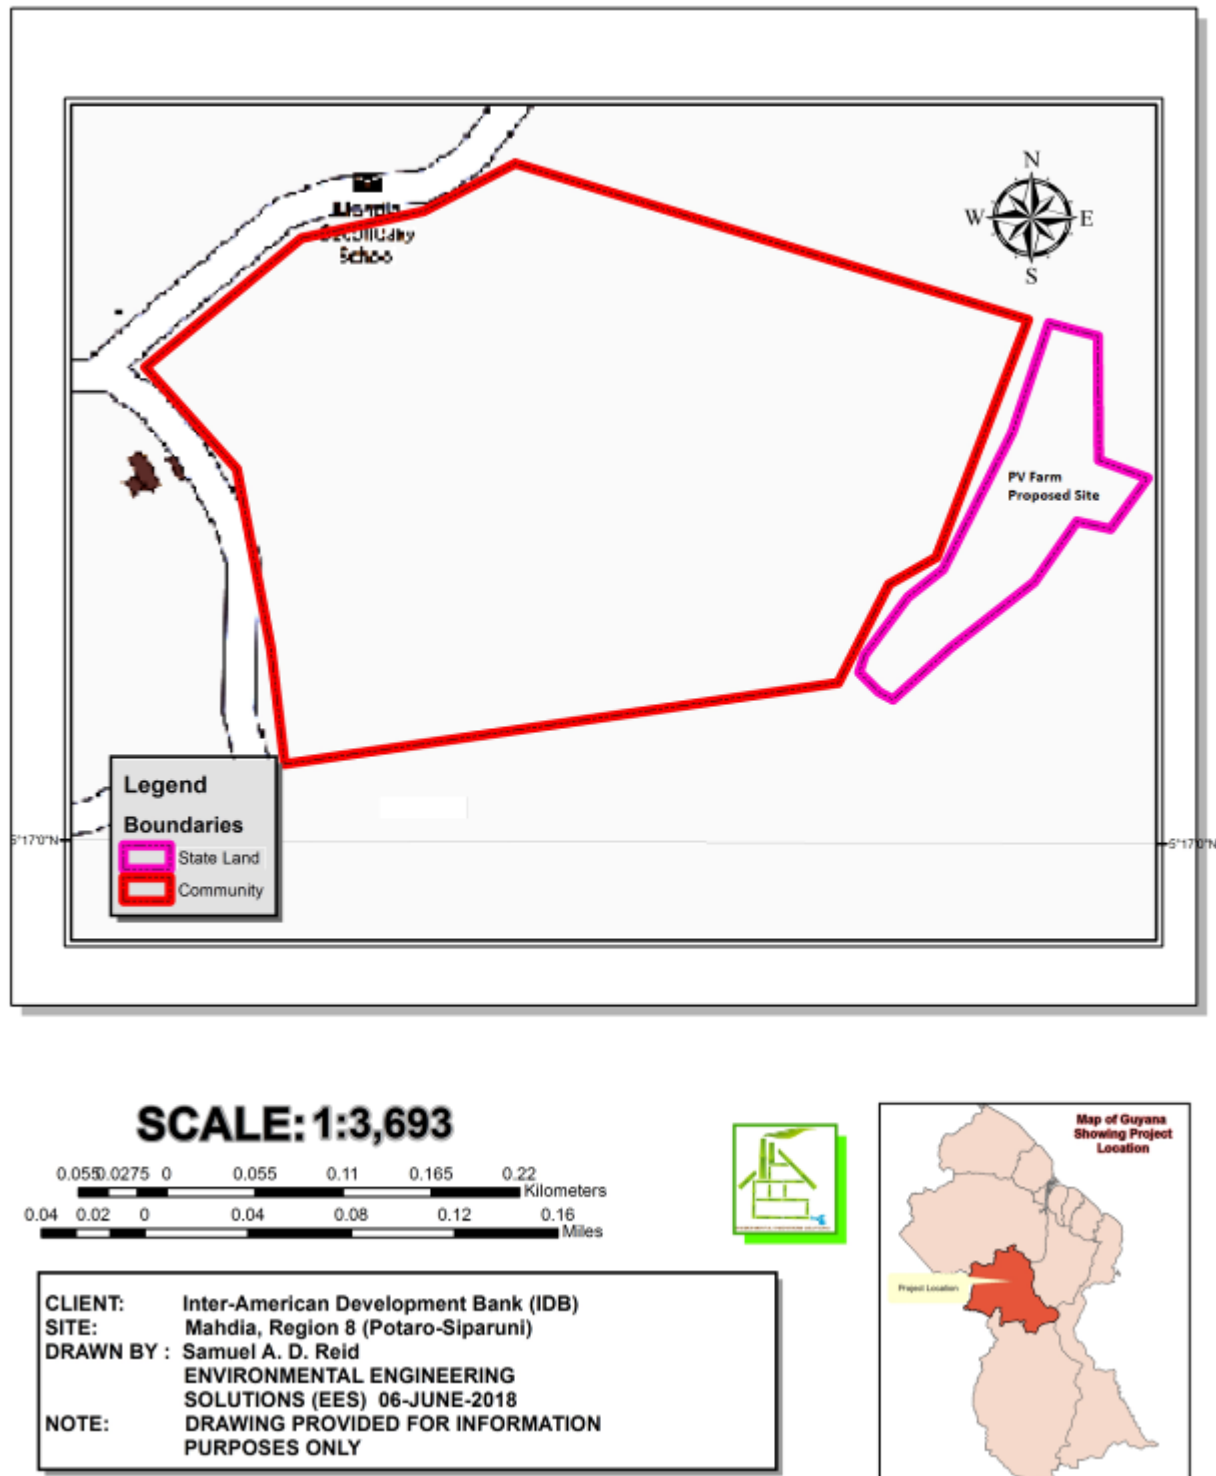 N
W E
S
School
PV Farm
Proposed Site
Legend
Boundaries
State Land
Community
5°17'0"N
5°17'0"N
SCALE: 1:3,693
0.055 0.0275 0 0.055 0.11 0.165 0.22
Kilometers
0.04 0.02 0 0.04 0.08 0.12 0.16
Miles
Map of Guyana
Showing Project
Location
Project Location
CLIENT: Inter-American Development Bank (IDB)
SITE: Mahdia, Region 8 (Potaro-Siparuni)
DRAWN BY : Samuel A. D. Reid
ENVIRONMENTAL ENGINEERING
SOLUTIONS (EES) 06-JUNE-2018
NOTE: DRAWING PROVIDED FOR INFORMATION
PURPOSES ONLY